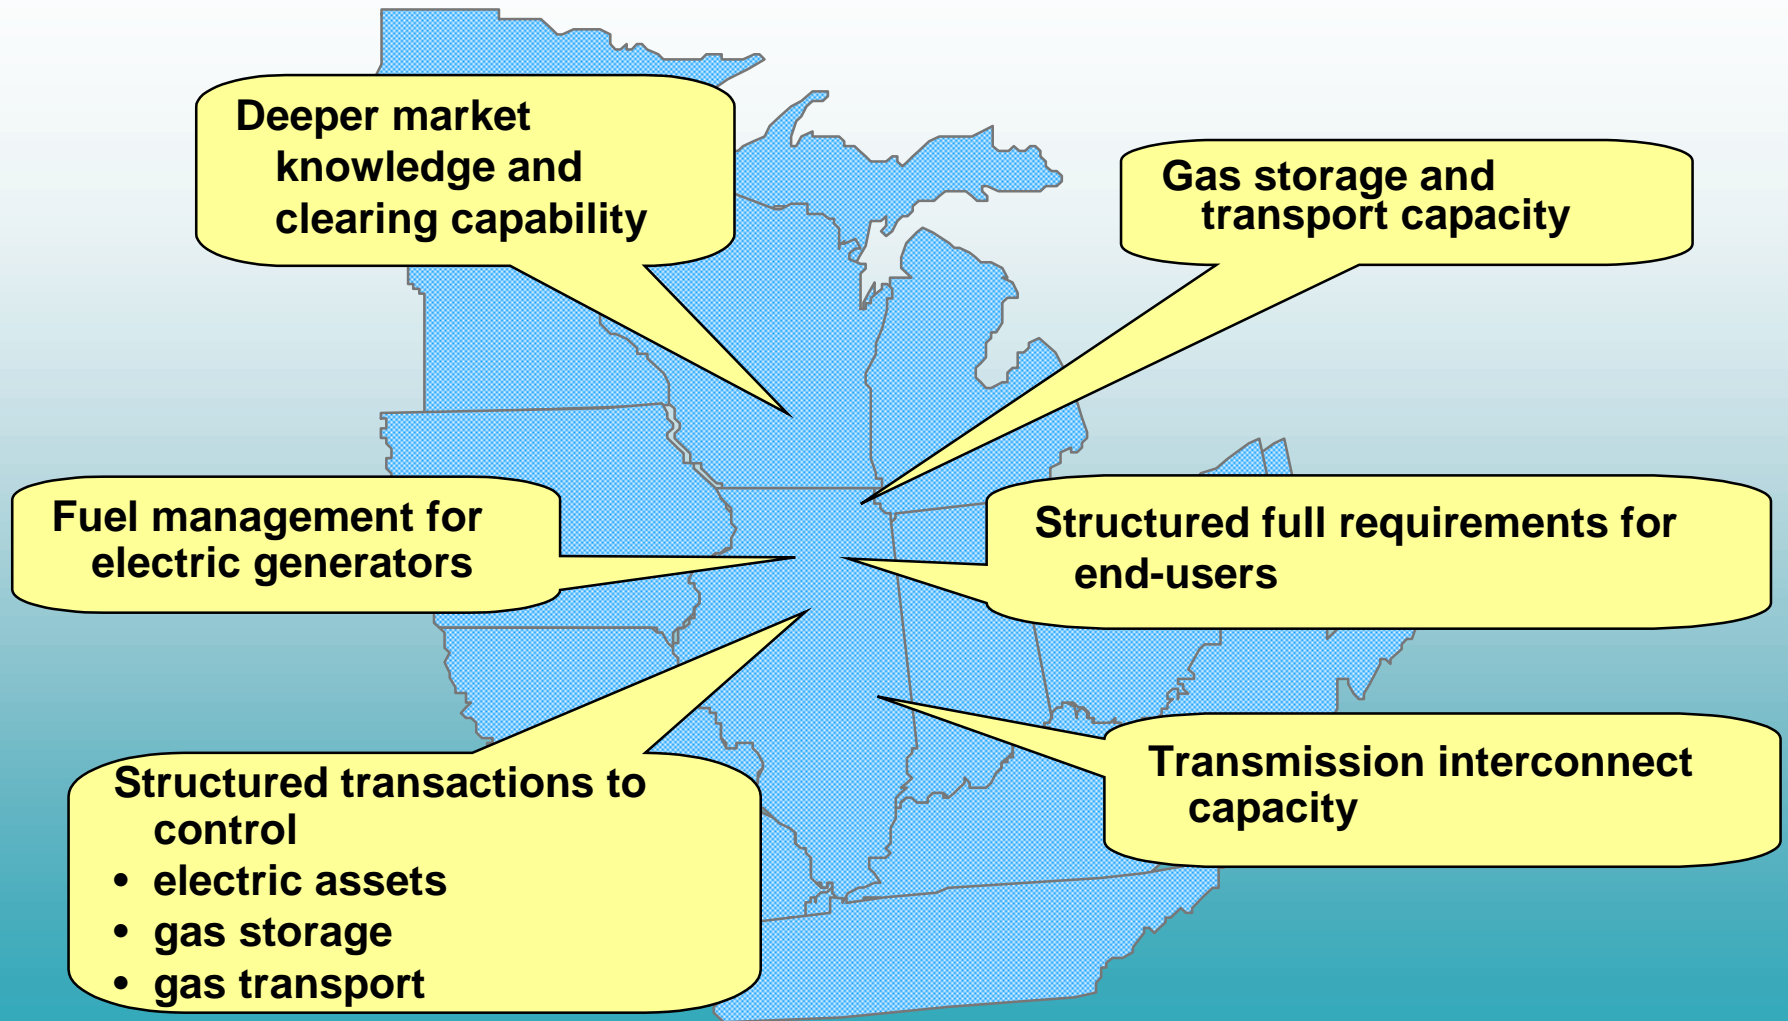 Deeper market
knowledge and
clearing capability
Gas storage and
transport capacity
Fuel management for
electric generators
Structured full requirements for
end-users
Structured transactions to
control
• electric assets
• gas storage
• gas transport
Transmission interconnect
capacity